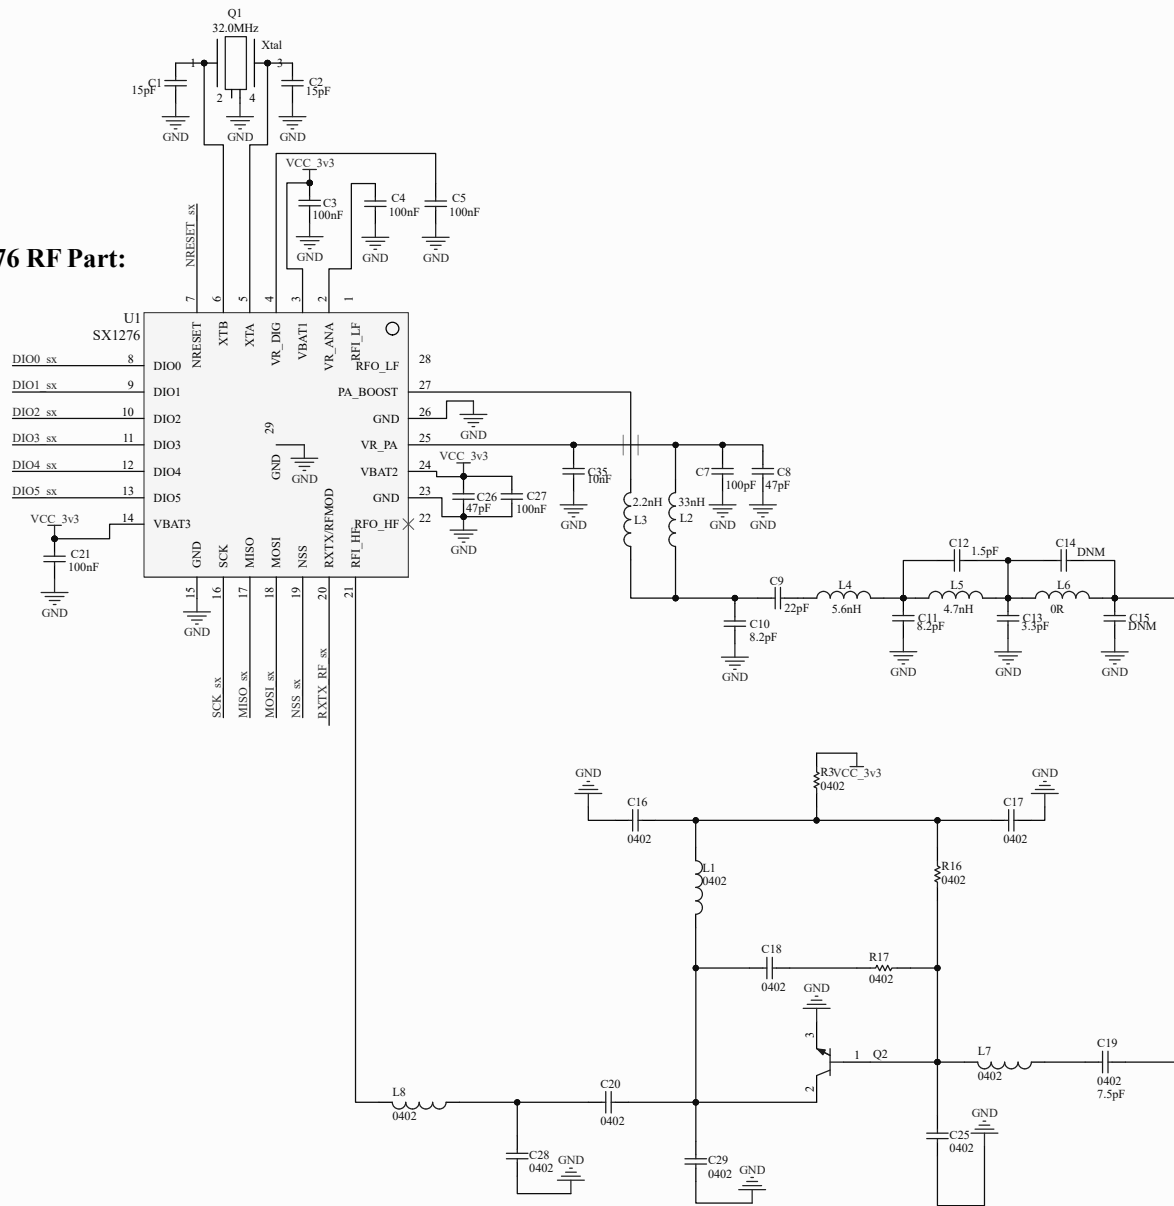 Q1
32.0MHz
Xtal
1
3
C1
15pF
2
4
C2
15pF
GND
GND
GND
VCC_3v3
C3
100nF
C4
100nF
C5
100nF
GND
GND
GND
NRESET_sx
76 RF Part:
7
6
5
4
3
2
1
U1
SX1276
NRESET
XTB
XTA
VR_DIG
VBAT1
VR_ANA
RFI_LF
DIO0_sx
8
DIO0
RFO_LF
28
DIO1_sx
9
DIO1
PA_BOOST
27
DIO2_sx
10
DIO2
GND
26
GND
DIO3_sx
11
DIO3
29
GND
GND
VR_PA
25
DIO4_sx
12
DIO4
VBAT2
24
VCC_3v3
DIO5_sx
13
DIO5
GND
23
VCC_3v3
14
VBAT3
RFO_HF
22
C26
47pF
C27
100nF
GND
C35
10nF
GND
C7
100pF
GND
C8
47pF
GND
2.2nH
L3
33nH
L2
C21
100nF
GND
GND
SCK
MISO
MOSI
NSS
RXTX/RFMOD
RFI_HF
15
16
17
18
19
20
21
GND
SCK_sx
MISO_sx
MOSI_sx
NSS_sx
RXTX_RF_sx
C12
1.5pF
C14
DNM
C9
22pF
L4
5.6nH
L5
4.7nH
L6
0R
C10
8.2pF
GND
C11
8.2pF
GND
C13
3.3pF
GND
C15
DNM
GND
GND
C16
0402
R3
0402
VCC_3v3
C17
0402
GND
L1
0402
R16
0402
C18
0402
R17
0402
GND
3
1
Q2
2
L7
0402
C19
0402
7.5pF
L8
0402
C20
0402
C28
0402
GND
C29
0402
GND
C25
0402
GND